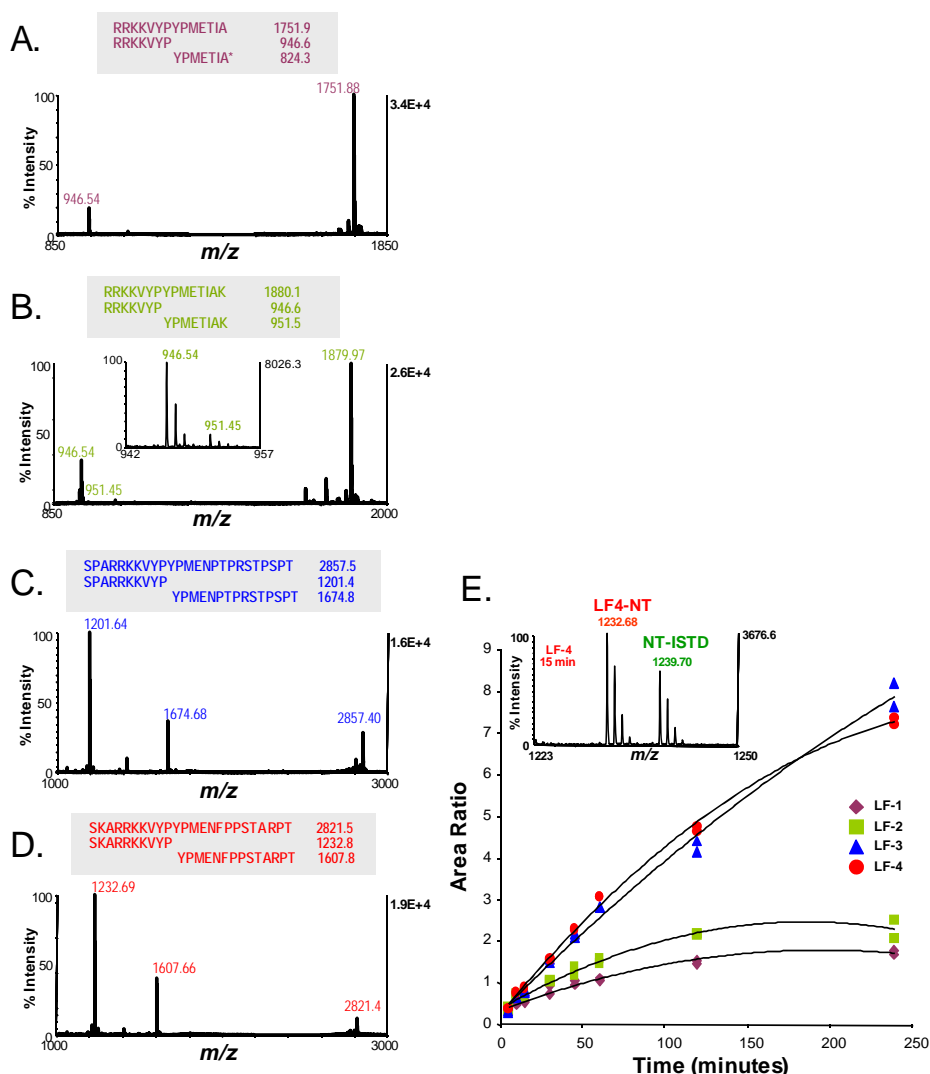 A.
RRKKVYPYPMETIA 1751.9
RRKKVYP 946.6
YPMETIA* 824.3
100
50
0
% Intensity
946.54
1751.88
3.4E+4
850
m/z
1850
B.
RRKKVYPYPMETIAK 1880.1
RRKKVYP 946.6
YPMETIAK 951.5
100
50
0
% Intensity
946.54
951.45
100
0
946.54
951.45
8026.3
942
957
1879.97
2.6E+4
850
m/z
2000
C.
SPARRKKVYPYPMENPTPRSTPSPT 2857.5
SPARRKKVYP 1201.4
YPMENPTPRSTPSPT 1674.8
100
50
0
% Intensity
1201.64
1674.68
2857.40
1.6E+4
1000
m/z
3000
D.
SKARRKKVYPYPMENFPPSTARPT 2821.5
SKARRKKVYP 1232.8
YPMENFPPSTARPT 1607.8
100
50
0
% Intensity
1232.69
1607.66
2821.4
1.9E+4
1000
m/z
3000
E.
LF4-NT
1232.68
NT-ISTD
1239.70
LF-4
15 min
100
50
0
% Intensity
3676.6
1223
m/z
1250
9
8
7
6
5
4
3
2
1
0
Area Ratio
LF-1
LF-2
LF-3
LF-4
0
50
100
150
200
250
Time (minutes)